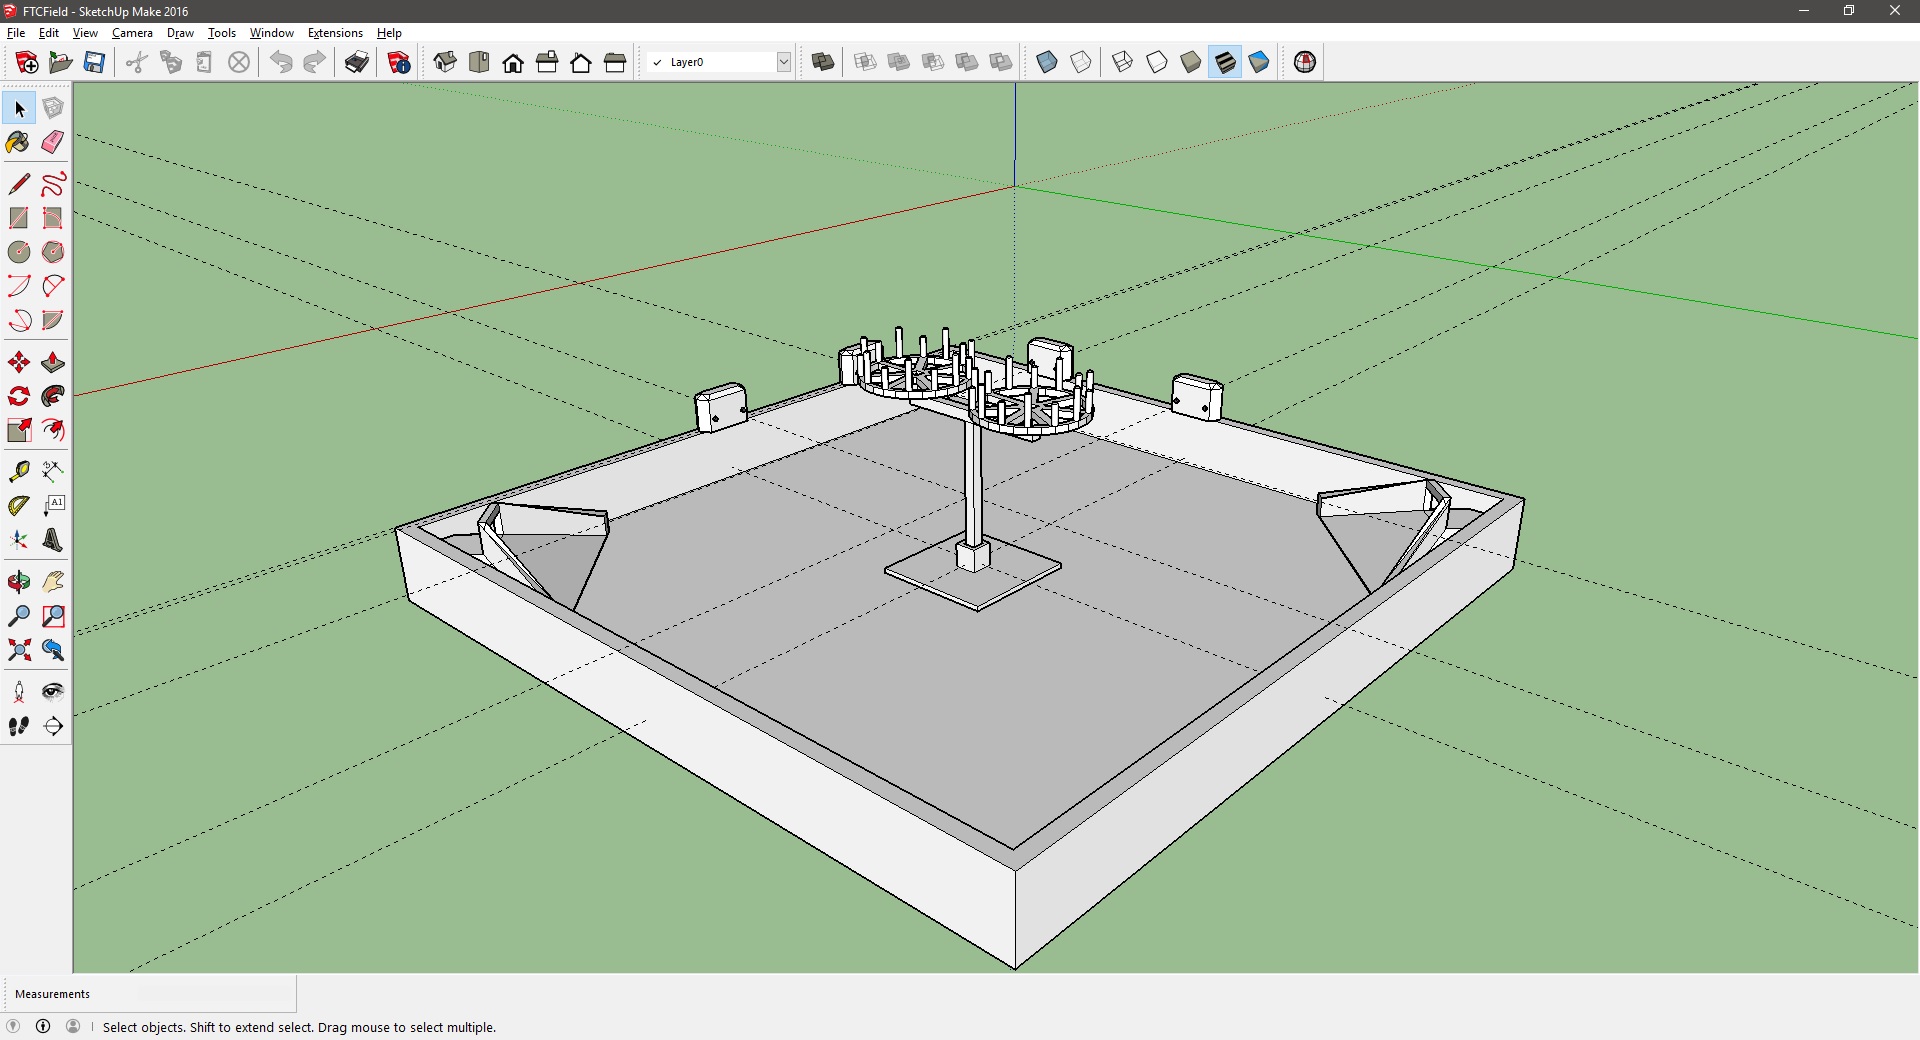 FTCField - SketchUp Make 2016
File Edit View Camera Draw Tools Window Extensions Help
Layer0
A1
Measurements
Select objects. Shift to extend select. Drag mouse to select multiple.